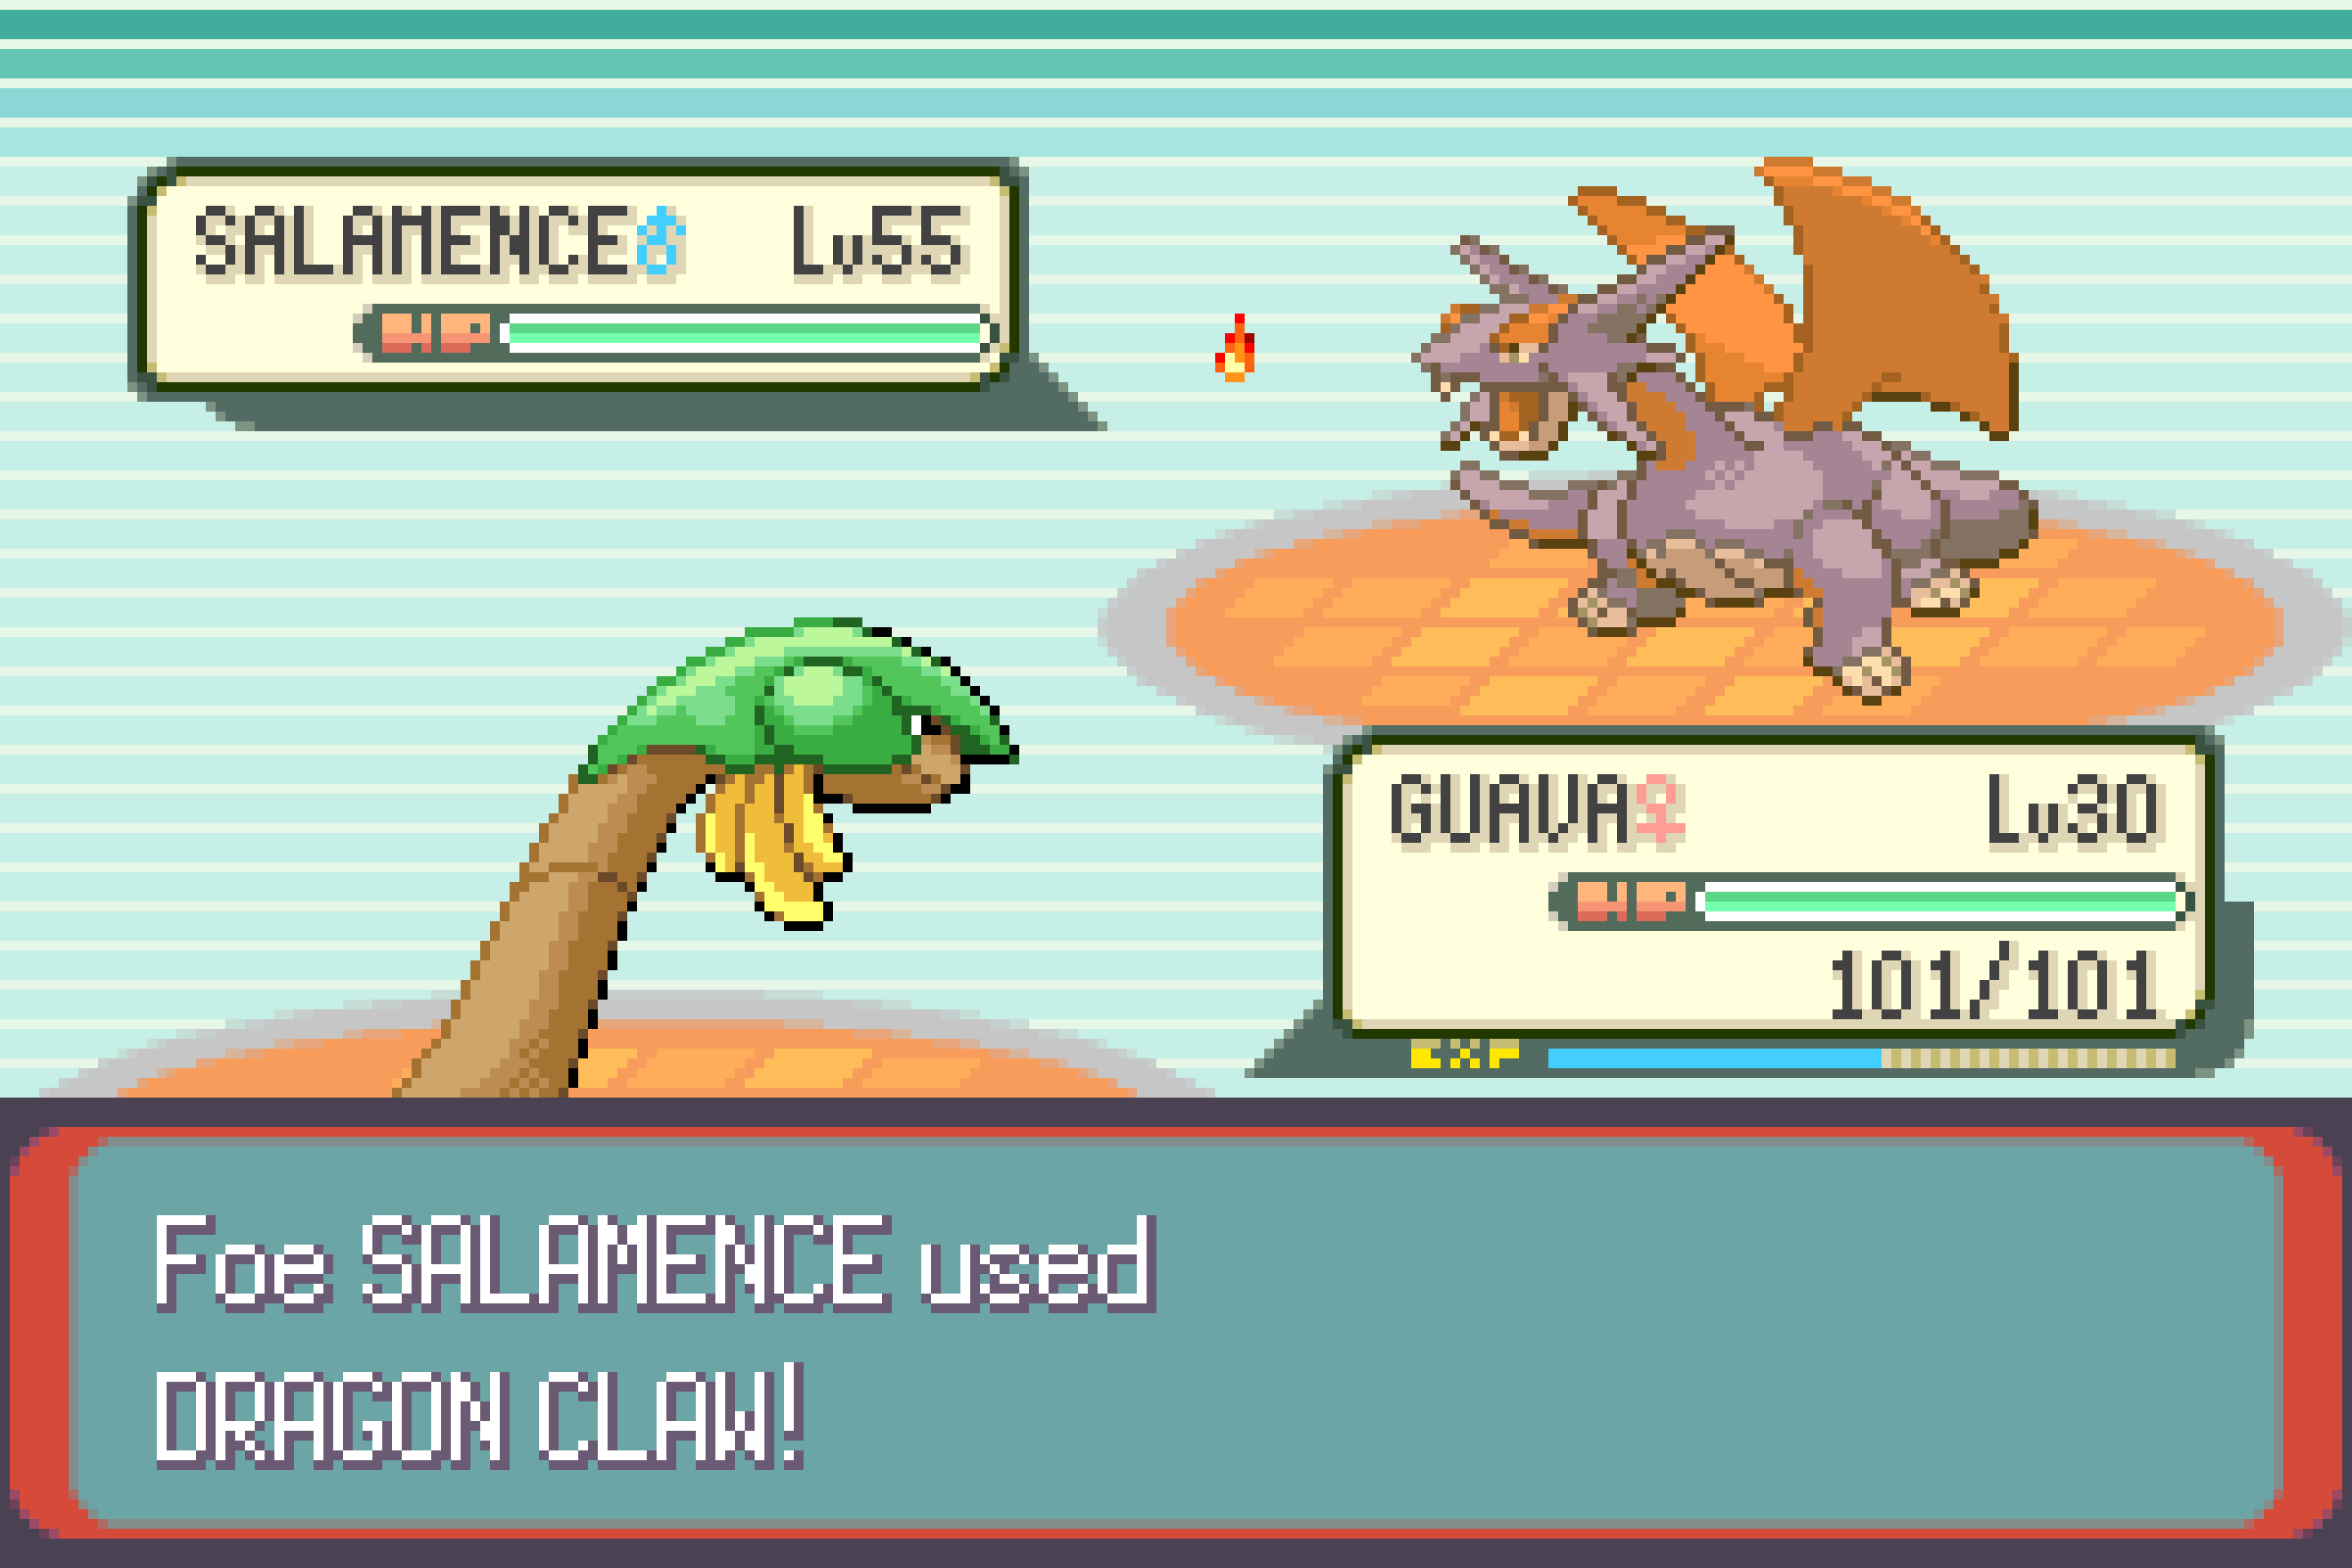 SALAMENCE♂ Lv55
HP
GUAVA♀ Lv30
HP
101/101
EXP
Foe SALAMENCE used
DRAGON CLAW!